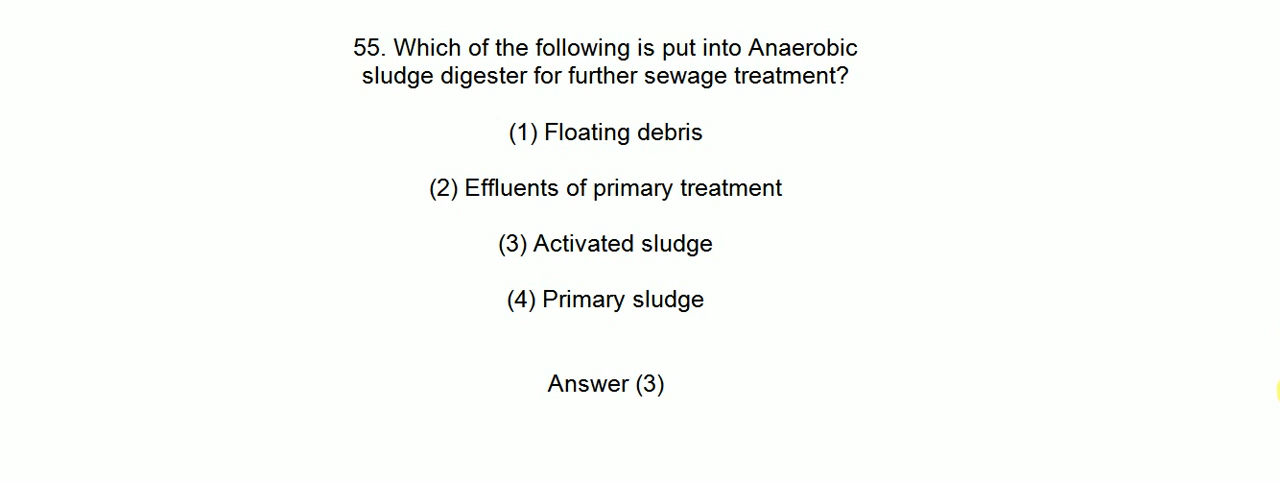 55. Which of the following is put into Anaerobic
sludge digester for further sewage treatment?
(1) Floating debris
(2) Effluents of primary treatment
(3) Activated sludge
(4) Primary sludge
Answer (3)